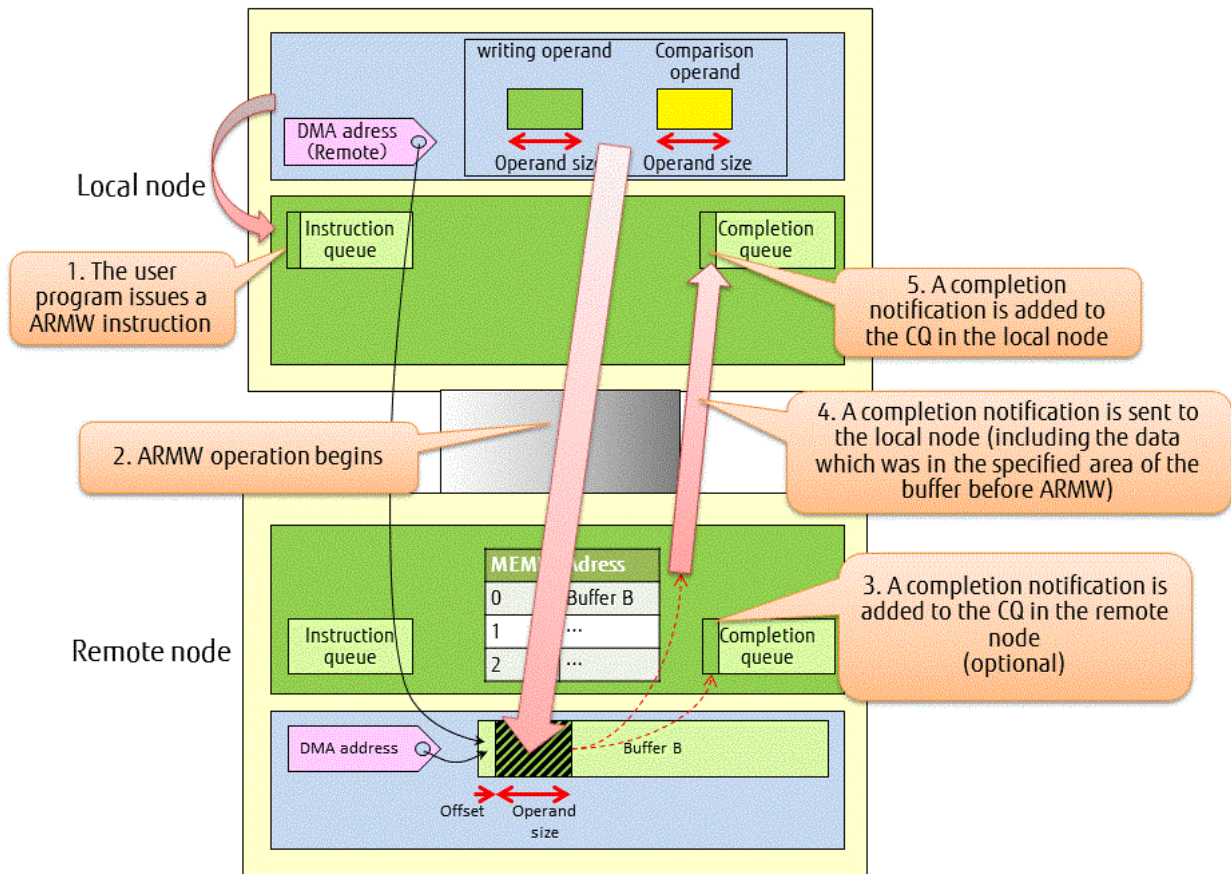 writing operand
Comparison
operand
DMA adress
(Remote)
Operand size
Operand size
Local node
Instruction
queue
Completion
queue
1. The user
program issues a
ARMW instruction
5. A completion
notification is added to
the CQ in the local node
2. ARMW operation begins
4. A completion notification is sent to
the local node (including the data
which was in the specified area of the
buffer before ARMW)
Adress
0 Buffer B
1 ...
2 ...
3. A completion notification is
added to the CQ in the remote
node
(optional)
Remote node
Instruction
queue
Completion
queue
DMA address
Buffer B
Offset
Operand
size